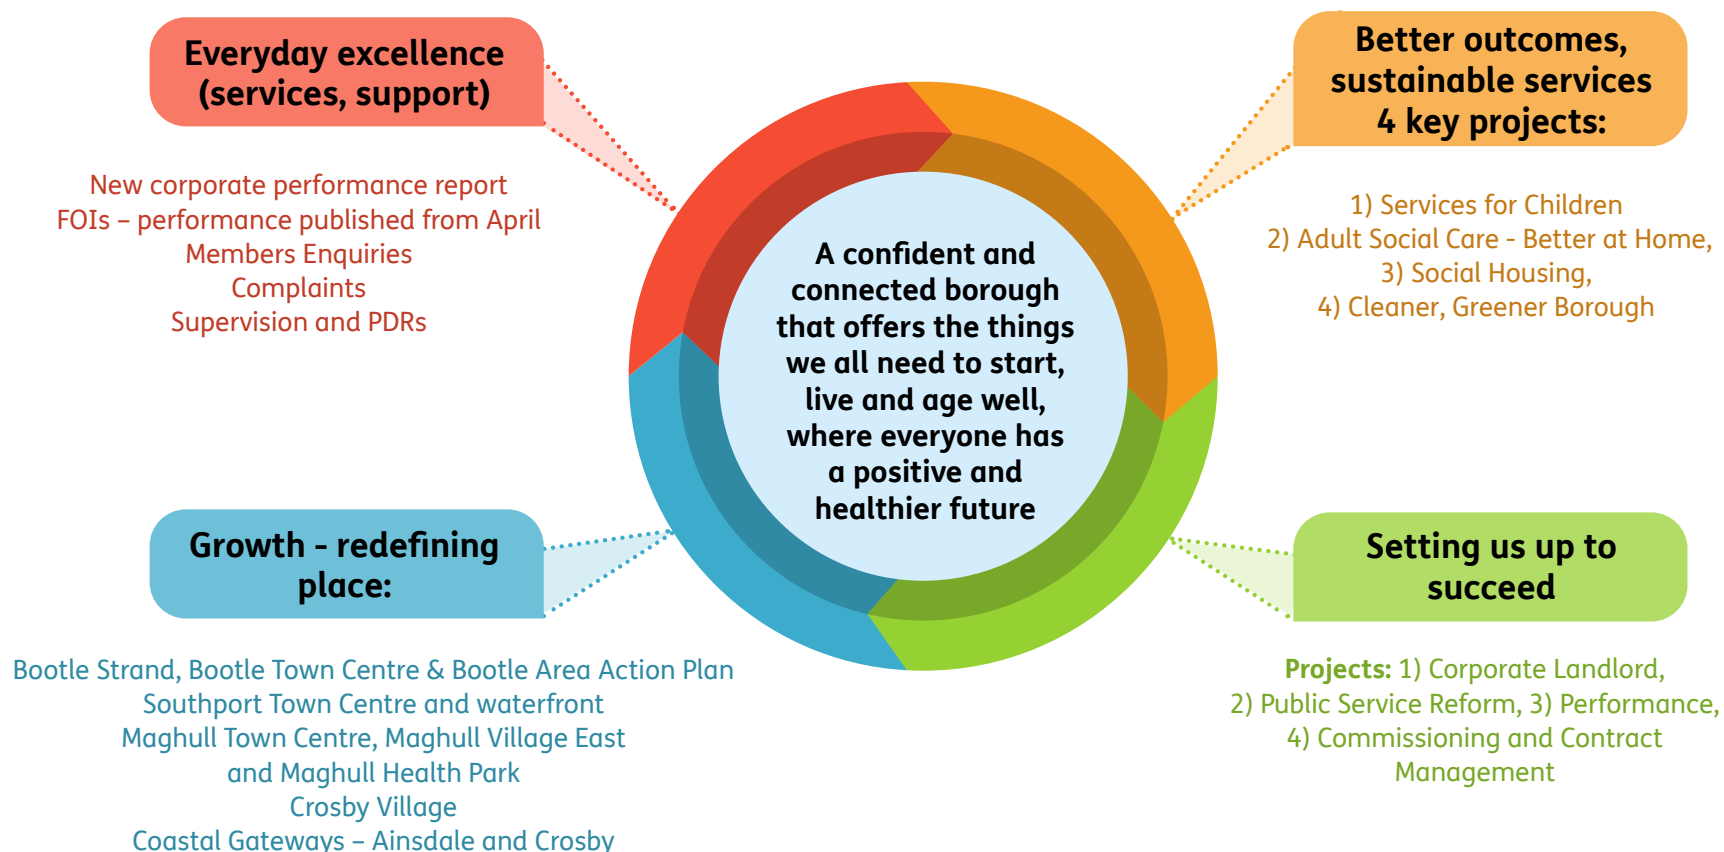 Everyday excellence
(services, support)
New corporate performance report
FOIs – performance published from April
Members Enquiries
Complaints
Supervision and PDRs
Better outcomes,
sustainable services
4 key projects:
1) Services for Children
2) Adult Social Care - Better at Home,
3) Social Housing,
4) Cleaner, Greener Borough
A confident and
connected borough
that offers the things
we all need to start,
live and age well,
where everyone has
a positive and
healthier future
Growth - redefining
place:
Bootle Strand, Bootle Town Centre & Bootle Area Action Plan
Southport Town Centre and waterfront
Maghull Town Centre, Maghull Village East
and Maghull Health Park
Crosby Village
Coastal Gateways – Ainsdale and Crosby
Setting us up to
succeed
Projects: 1) Corporate Landlord,
2) Public Service Reform, 3) Performance,
4) Commissioning and Contract
Management